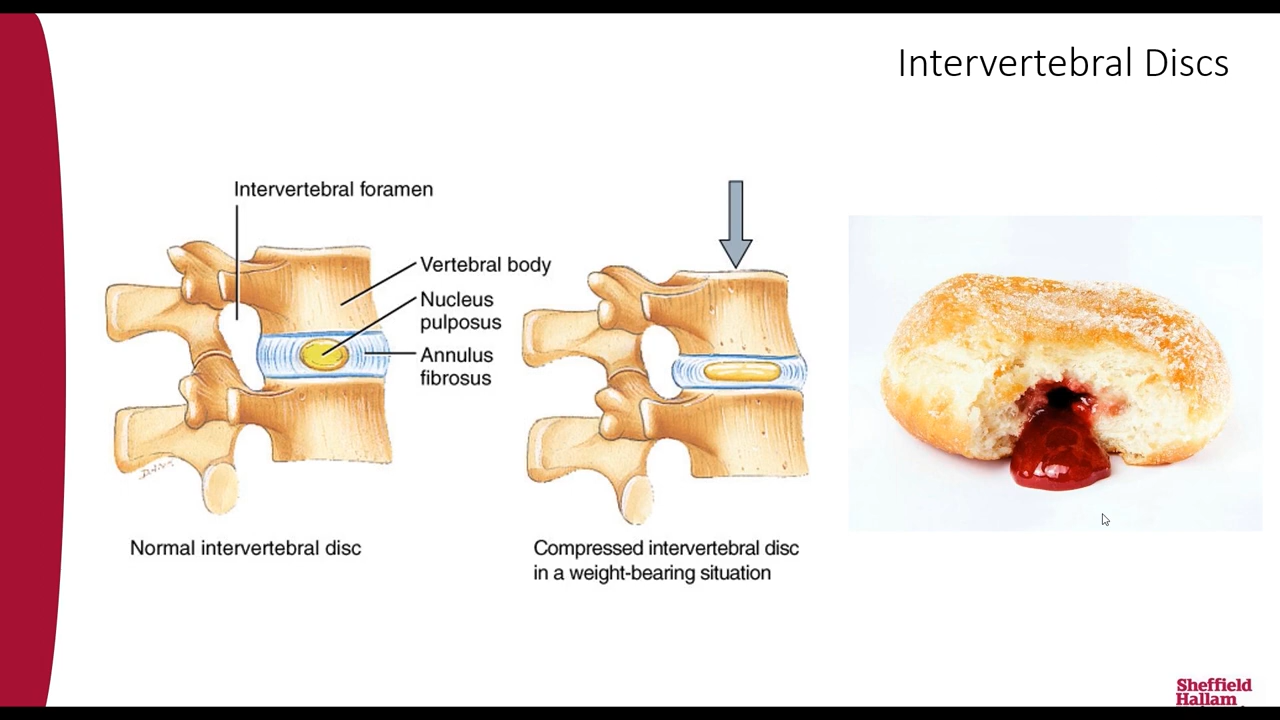 Intervertebral Discs
Intervertebral foramen
Vertebral body
Nucleus
pulposus
Annulus
fibrosus
Normal intervertebral disc
Compressed intervertebral disc
in a weight-bearing situation
Sheffield
Hallam